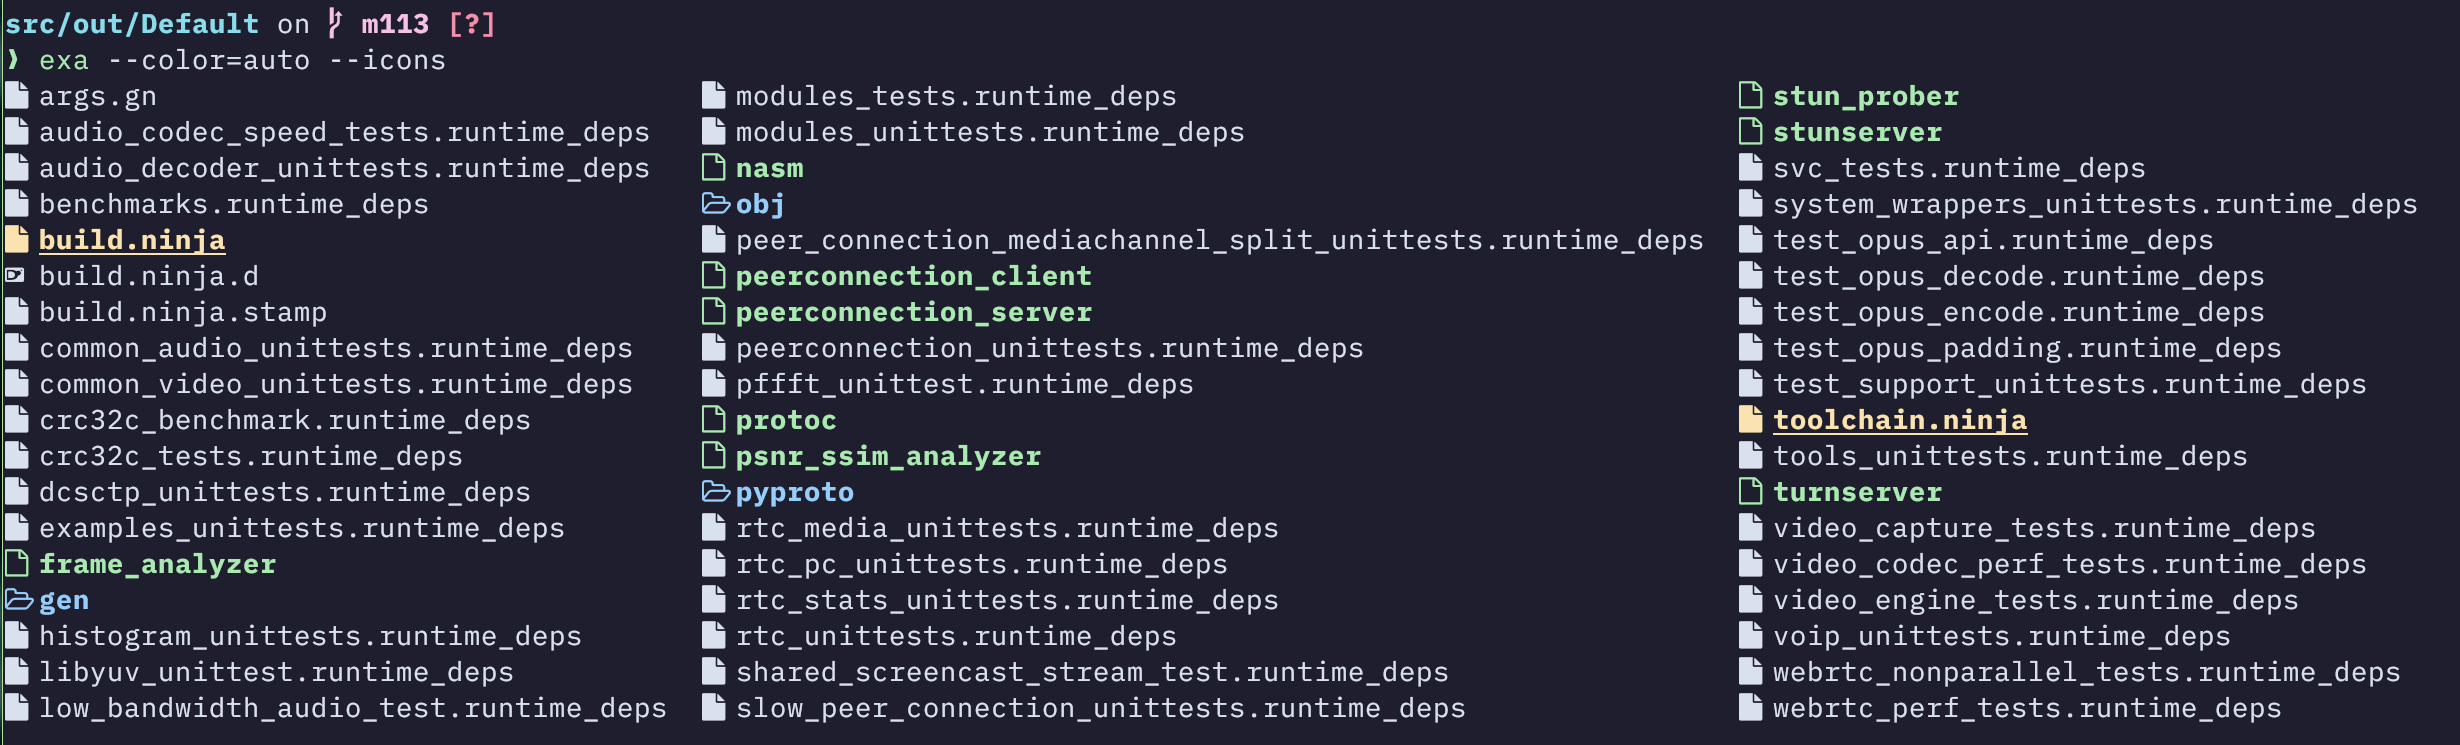 src/out/Default on m113 [?]
❯ exa --color=auto --icons
args.gn modules_tests.runtime_deps stun_prober
audio_codec_speed_tests.runtime_deps modules_unittests.runtime_deps stunserver
audio_decoder_unittests.runtime_deps nasm svc_tests.runtime_deps
benchmarks.runtime_deps obj system_wrappers_unittests.runtime_deps
build.ninja peer_connection_mediachannel_split_unittests.runtime_deps test_opus_api.runtime_deps
build.ninja.d peerconnection_client test_opus_decode.runtime_deps
build.ninja.stamp peerconnection_server test_opus_encode.runtime_deps
common_audio_unittests.runtime_deps peerconnection_unittests.runtime_deps test_opus_padding.runtime_deps
common_video_unittests.runtime_deps pffft_unittest.runtime_deps test_support_unittests.runtime_deps
crc32c_benchmark.runtime_deps protoc toolchain.ninja
crc32c_tests.runtime_deps psnr_ssim_analyzer tools_unittests.runtime_deps
dcsctp_unittests.runtime_deps pyproto turnserver
examples_unittests.runtime_deps rtc_media_unittests.runtime_deps video_capture_tests.runtime_deps
frame_analyzer rtc_pc_unittests.runtime_deps video_codec_perf_tests.runtime_deps
gen rtc_stats_unittests.runtime_deps video_engine_tests.runtime_deps
histogram_unittests.runtime_deps rtc_unittests.runtime_deps voip_unittests.runtime_deps
libyuv_unittest.runtime_deps shared_screencast_stream_test.runtime_deps webrtc_nonparallel_tests.runtime_deps
low_bandwidth_audio_test.runtime_deps slow_peer_connection_unittests.runtime_deps webrtc_perf_tests.runtime_deps